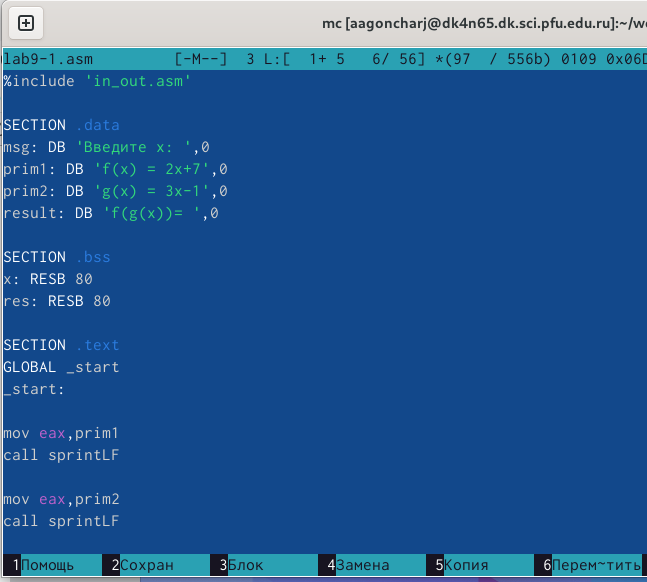 mc [aagoncharj@dk4n65.dk.sci.pfu.edu.ru]:~/w
lab9-1.asm [-M--] 3 L:[ 1+ 5 6/ 56] *(97 / 556b) 0109 0x06D
%include 'in_out.asm'
SECTION .data
msg: DB 'Введите x: ',0
prim1: DB 'f(x) = 2x+7',0
prim2: DB 'g(x) = 3x-1',0
result: DB 'f(g(x))= ',0
SECTION .bss
x: RESB 80
res: RESB 80
SECTION .text
GLOBAL _start
_start:
mov eax,prim1
call sprintLF
mov eax,prim2
call sprintLF
1Помощь 2Сохран 3Блок 4Замена 5Копия 6Перем~тить